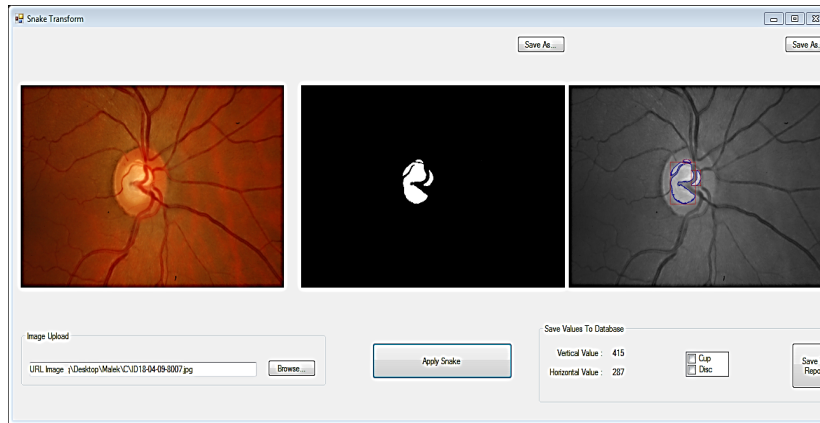 Snake Transform
Save As...
Save As.
Image Upload
URL Image :\Desktop\Malek\C\ID18-04-09-8007.jpg
Browse...
Apply Snake
Save Values To Database
Vertical Value : 415
Horizontal Value : 287
Cup
Disc
Save
Repo